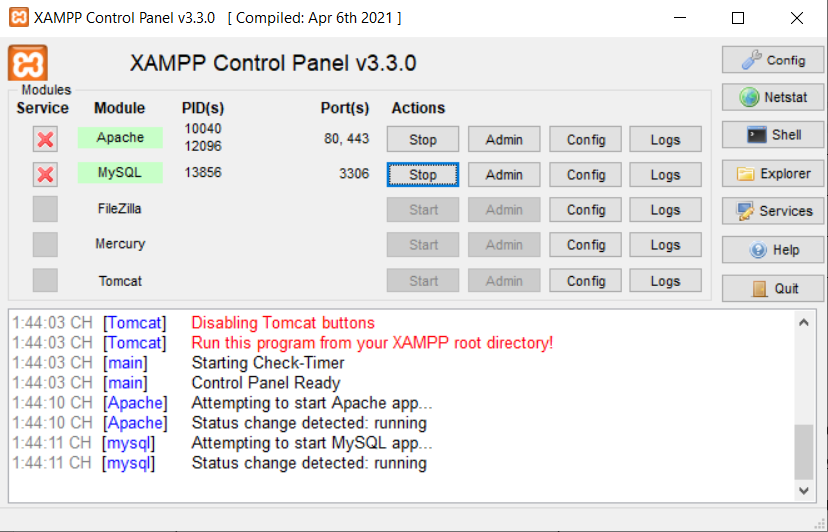 XAMPP Control Panel v3.3.0 [ Compiled: Apr 6th 2021 ]
XAMPP Control Panel v3.3.0
Modules
Service Module PID(s) Port(s) Actions
Apache 10040 12096 80, 443 Stop Admin Config Logs
MySQL 13856 3306 Stop Admin Config Logs
FileZilla Start Admin Config Logs
Mercury Start Admin Config Logs
Tomcat Start Admin Config Logs
Config
Netstat
Shell
Explorer
Services
Help
Quit
1:44:03 CH [Tomcat] Disabling Tomcat buttons
1:44:03 CH [Tomcat] Run this program from your XAMPP root directory!
1:44:03 CH [main] Starting Check-Timer
1:44:03 CH [main] Control Panel Ready
1:44:10 CH [Apache] Attempting to start Apache app...
1:44:10 CH [Apache] Status change detected: running
1:44:11 CH [mysql] Attempting to start MySQL app...
1:44:11 CH [mysql] Status change detected: running